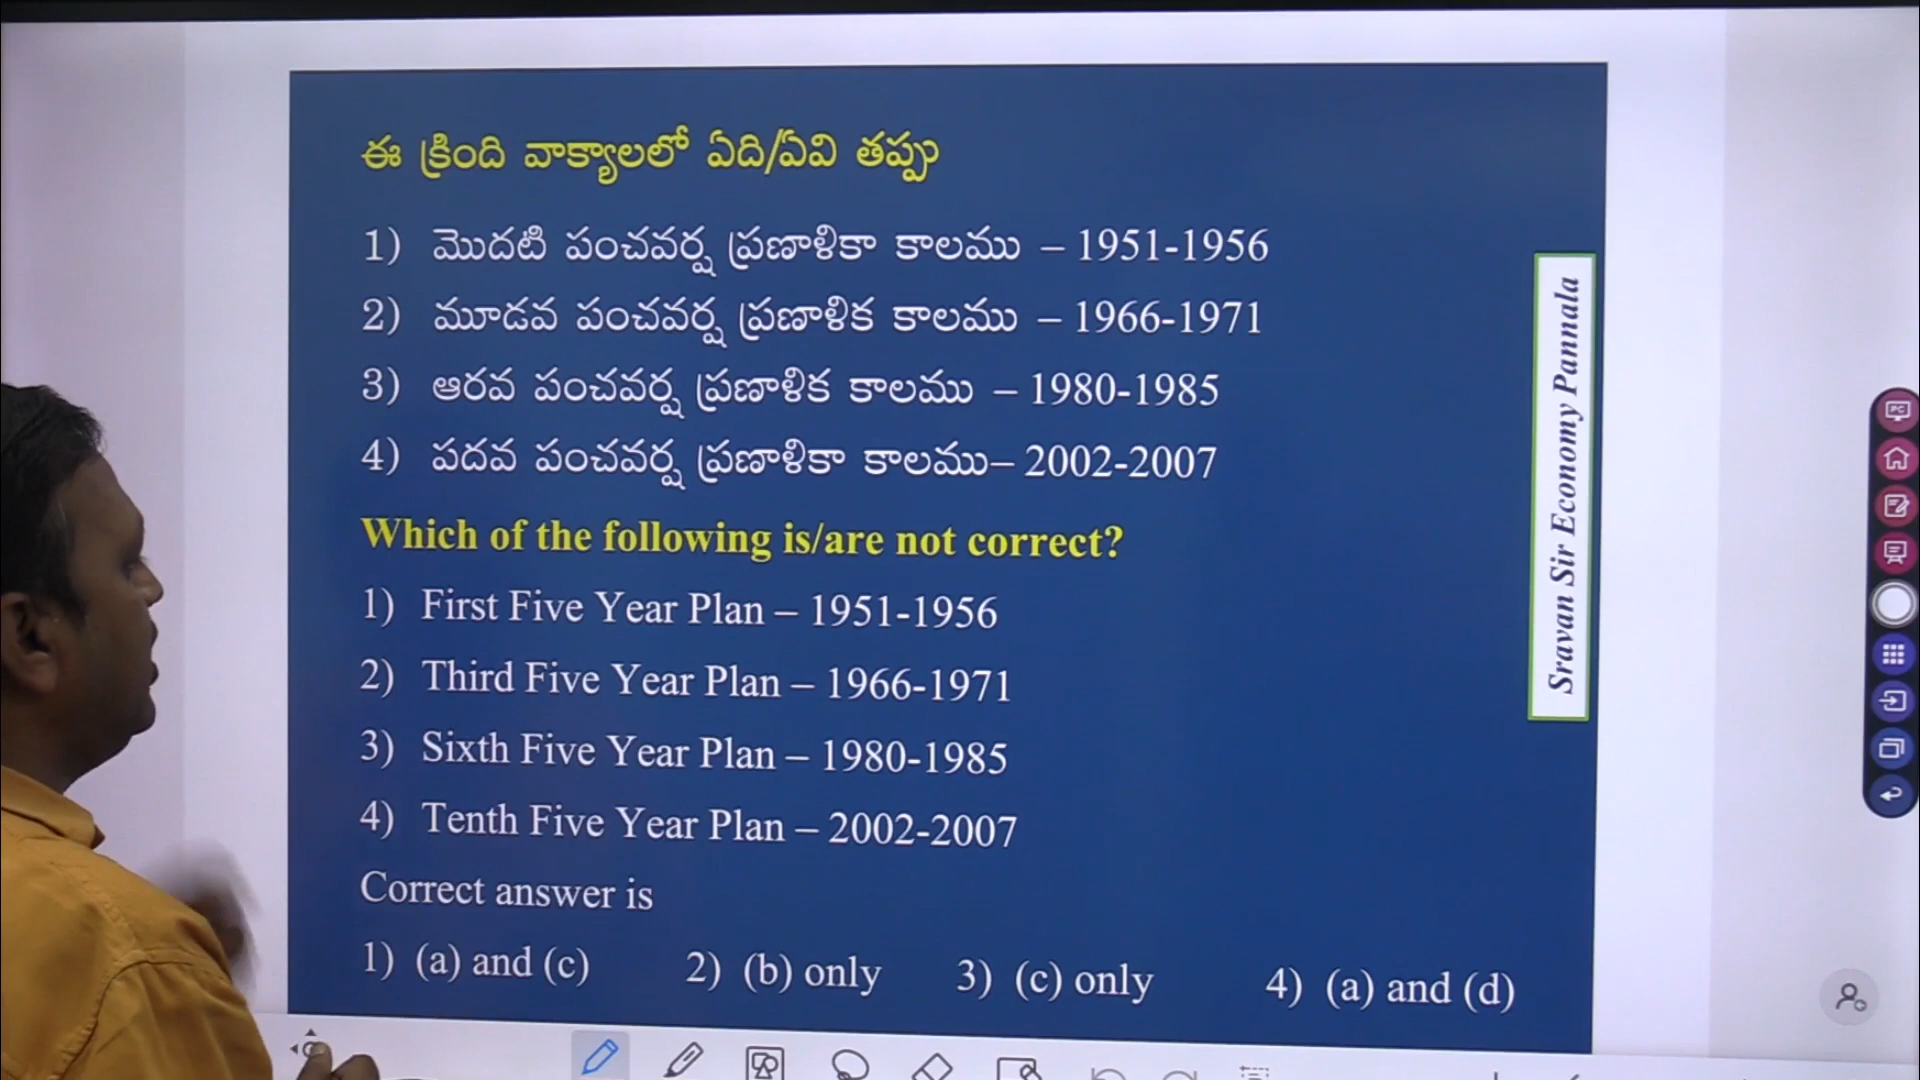 ఈ క్రింది వాక్యాలలో ఏది/ఏవి తప్పు
1) మొదటి పంచవర్ష ప్రణాళికా కాలము – 1951-1956
2) మూడవ పంచవర్ష ప్రణాళిక కాలము – 1966-1971
3) ఆరవ పంచవర్ష ప్రణాళిక కాలము – 1980-1985
4) పదవ పంచవర్ష ప్రణాళికా కాలము– 2002-2007
Which of the following is/are not correct?
1) First Five Year Plan – 1951-1956
2) Third Five Year Plan – 1966-1971
3) Sixth Five Year Plan – 1980-1985
4) Tenth Five Year Plan – 2002-2007
Correct answer is
1) (a) and (c) 2) (b) only 3) (c) only 4) (a) and (d)
Sravan Sir Economy Pannala
PC